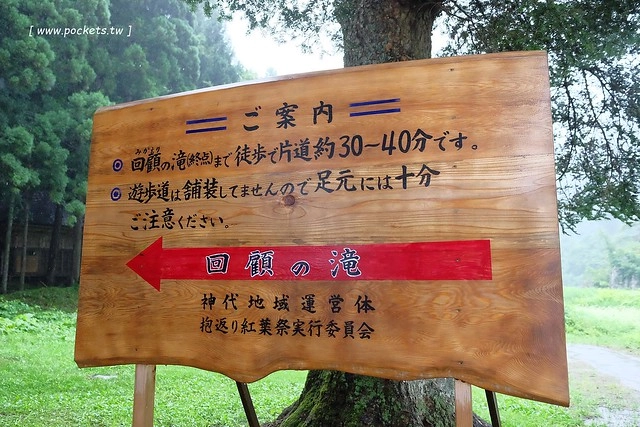 [ www.pockets.tw ]
ご案内
みかえり
◎ 回顧の滝(終点)まで徒歩で片道約30〜40分です。
◎ 遊歩道は舗装してませんので足元には十分
ご注意ください。
回顧の滝
神代地域運営体
抱返り紅葉祭実行委員会